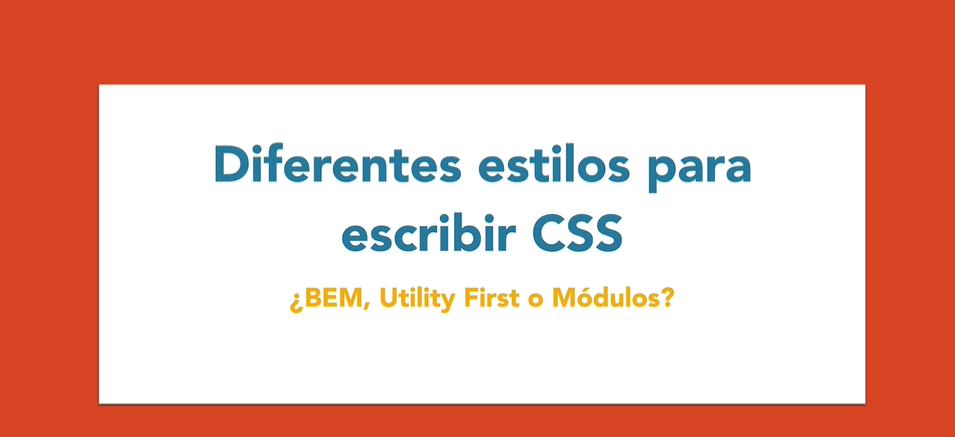 Diferentes estilos para
escribir CSS
¿BEM, Utility First o Módulos?